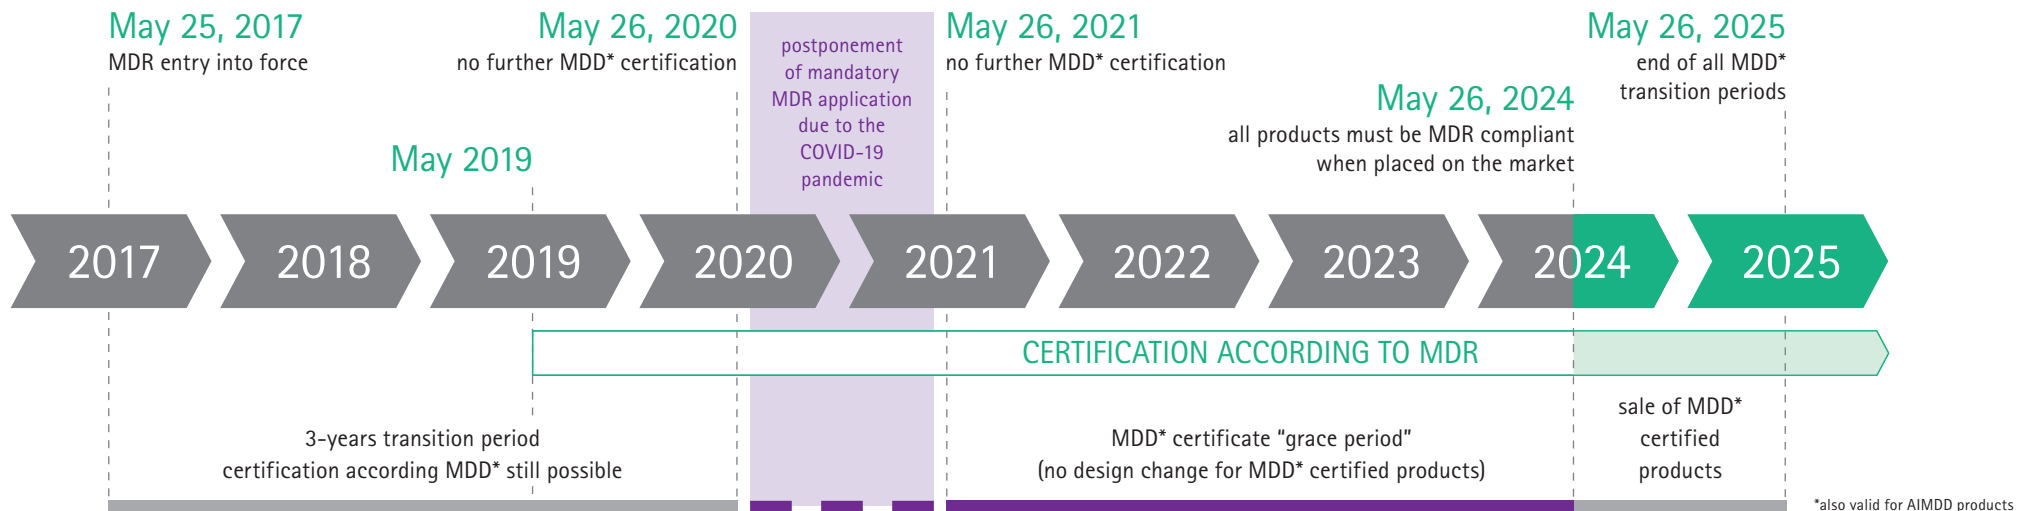 May 25, 2017
MDR entry into force
May 2019
May 26, 2020
no further MDD* certification
postponement
of mandatory
MDR application
due to the
COVID-19
pandemic
May 26, 2021
no further MDD* certification
May 26, 2024
all products must be MDR compliant
when placed on the market
May 26, 2025
end of all MDD*
transition periods
2017
2018
2019
2020
2021
2022
2023
2024
2025
CERTIFICATION ACCORDING TO MDR
3-years transition period
certification according MDD* still possible
MDD* certificate “grace period”
(no design change for MDD* certified products)
sale of MDD*
certified
products
*also valid for AIMDD products